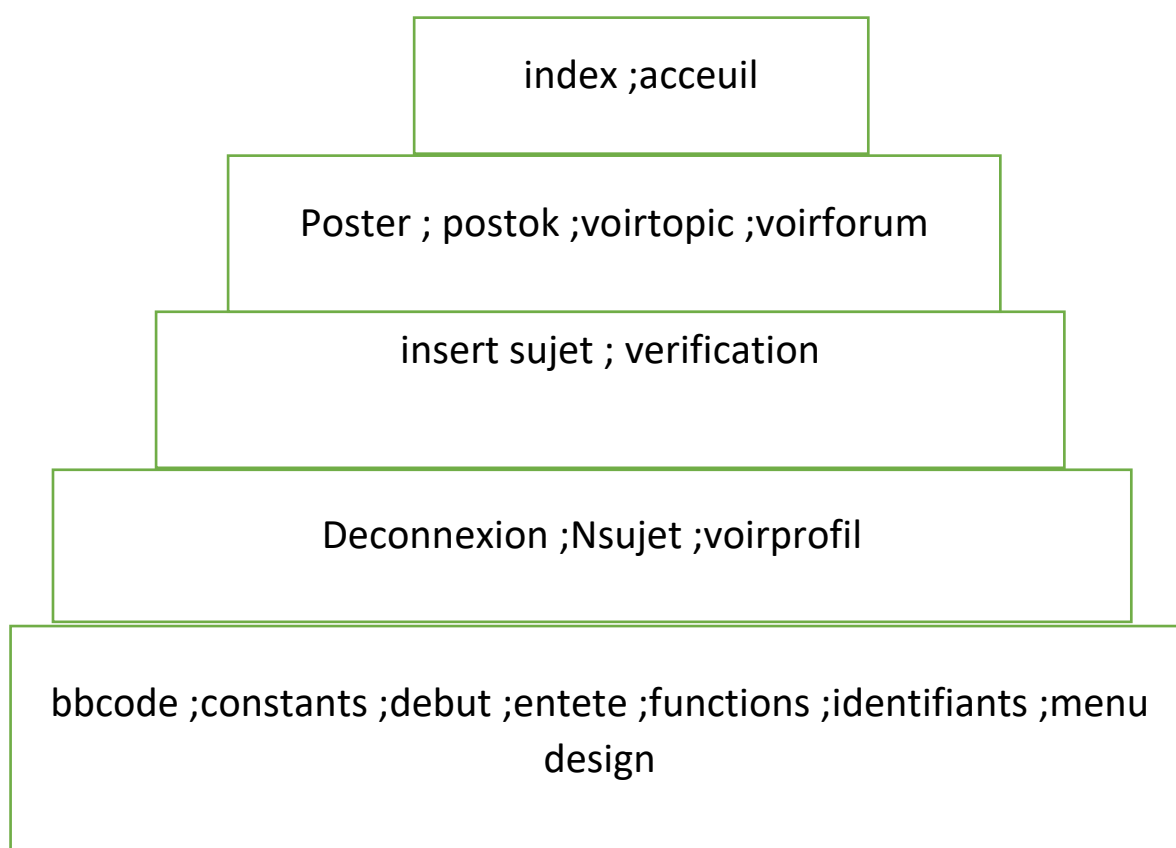 index ;acceuil
Poster ; postok ;voirtopic ;voirforum
insert sujet ; verification
Deconnexion ;Nsujet ;voirprofil
bbcode ;constants ;debut ;entete ;functions ;identifiants ;menu
design